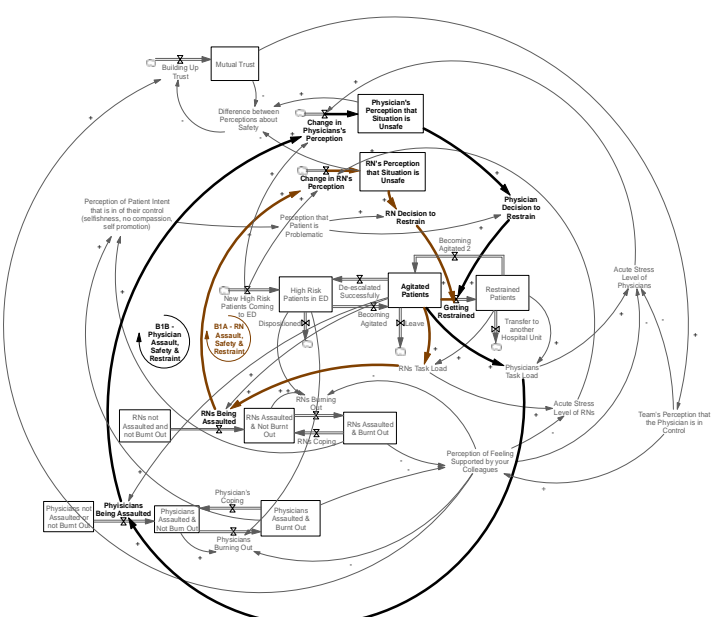 Building Up
Trust
Mutual Trust
Difference between
Perceptions about
Safety
Change in
Physicians's
Perception
Physician's
Perception that
Situation is
Unsafe
Change in RN's
Perception
RN's Perception
that Situation is
Unsafe
Perception of Patient Intent
that is in of their control
(selfishness, no compassion,
self promotion)
Perception that
Patient is
Problematic
RN Decision to
Restrain
Physician
Decision to
Restrain
Becoming
Agitated 2
Acute Stress
Level of
Physicians
New High Risk
Patients Coming
to ED
High Risk
Patients in ED
De-escalated
Successfully
Agitated
Patients
Getting
Restrained
Restrained
Patients
Becoming
Agitated
Dispositioned
Leave
Transfer to
another
Hospital Unit
B1B -
Physician
Assault,
Safety &
Restraint
B1A - RN
Assault,
Safety &
Restraint
RNs Task Load
Physicians
Task Load
RNs Burning
Out
RNs not
Assaulted and
not Burnt Out
RNs Being
Assaulted
RNs Assaulted
& Not Burnt
Out
RNs Coping
RNs Assaulted
& Burnt Out
Acute Stress
Level of RNs
Team's Perception that
the Physician is in
Control
Perception of Feeling
Supported by your
Colleagues
Physicians not
Assaulted or
not Burnt Out
Phyisicians
Being Assaulted
Physicians
Assaulted &
Not Burn Out
Physician's
Coping
Physicians
Burning Out
Physicians
Assaulted &
Burnt Out